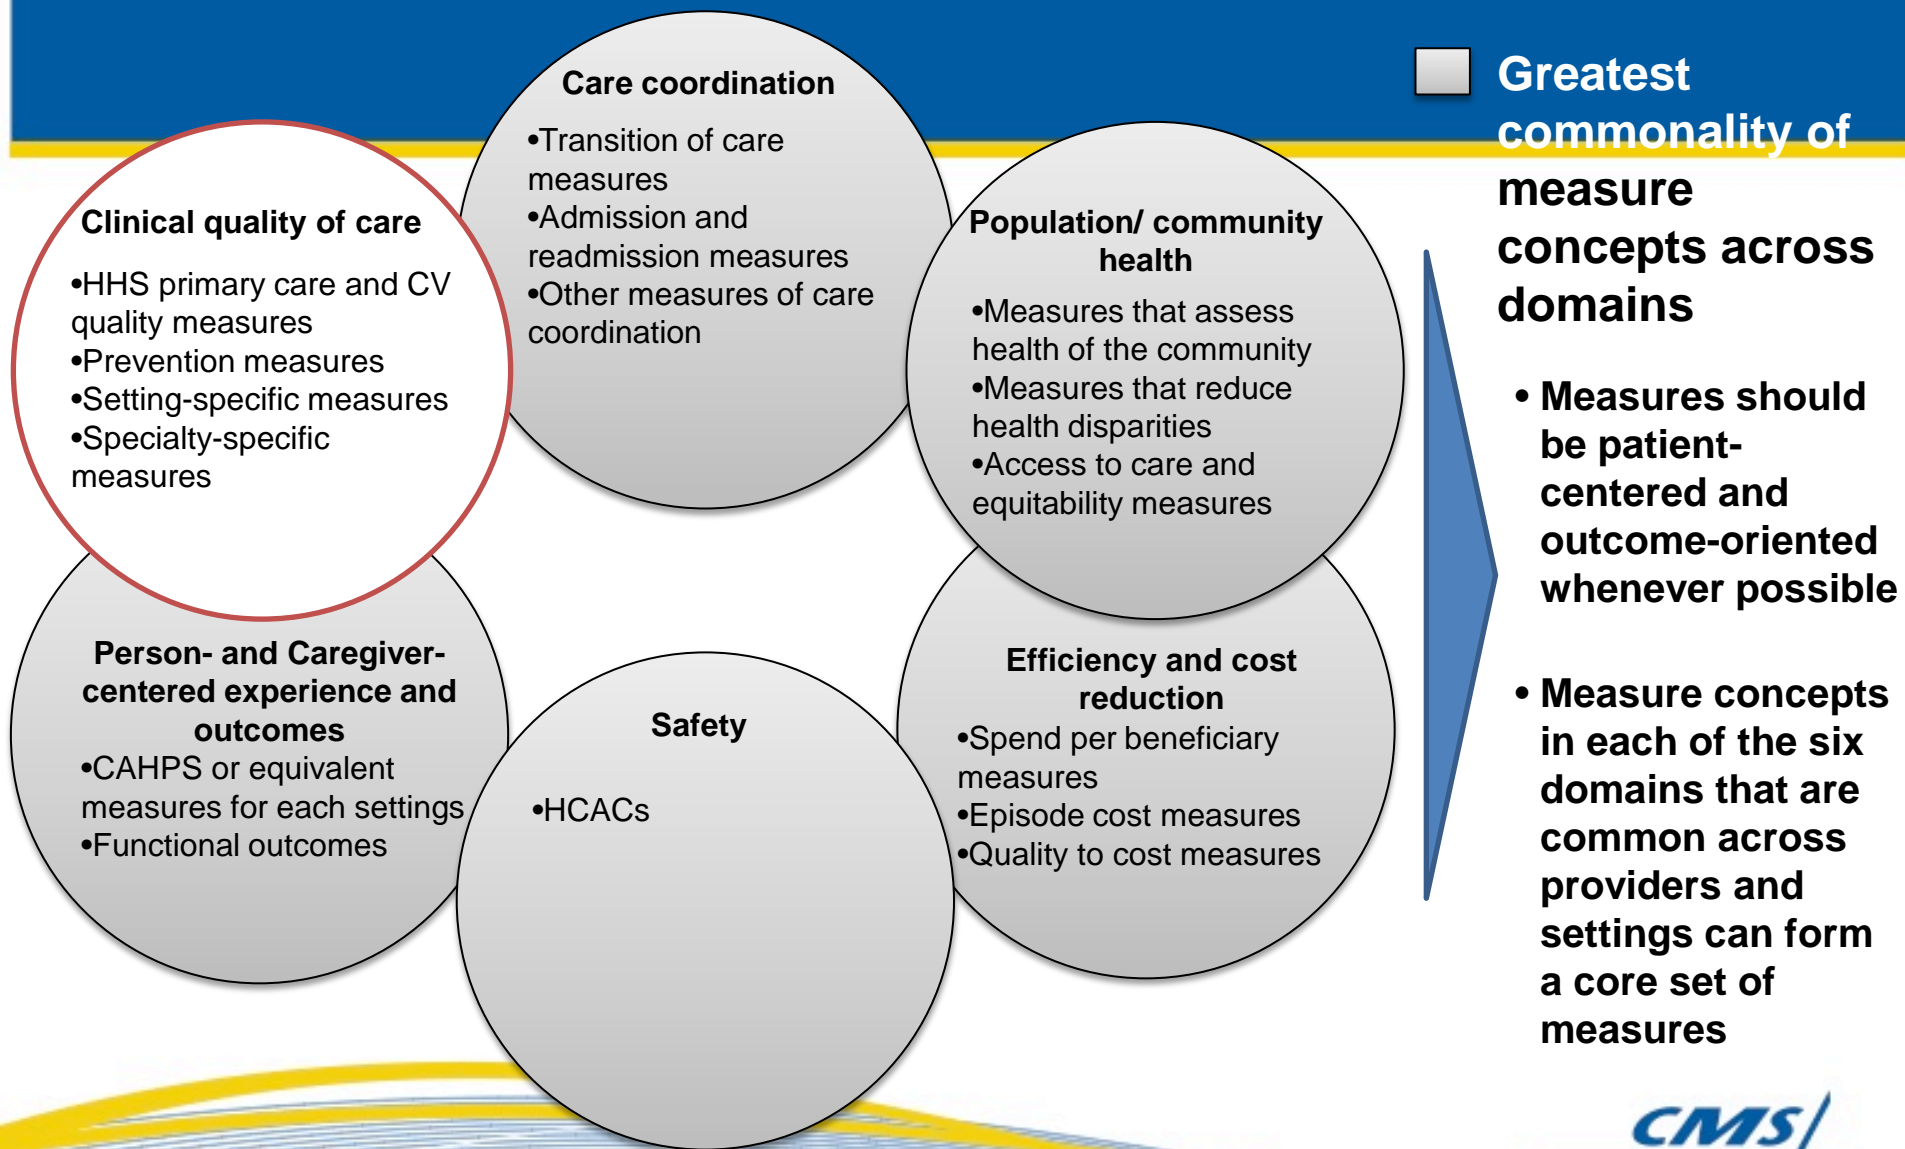 Care coordination
•Transition of care
measures
•Admission and
readmission measures
•Other measures of care
coordination
Clinical quality of care
•HHS primary care and CV
quality measures
•Prevention measures
•Setting-specific measures
•Specialty-specific
measures
Population/ community
health
•Measures that assess
health of the community
•Measures that reduce
health disparities
•Access to care and
equitability measures
Person- and Caregiver-
centered experience and
outcomes
•CAHPS or equivalent
measures for each settings
•Functional outcomes
Safety
•HCACs
Efficiency and cost
reduction
•Spend per beneficiary
measures
•Episode cost measures
•Quality to cost measures
Greatest
commonality of
measure
concepts across
domains
• Measures should
be patient-
centered and
outcome-oriented
whenever possible
• Measure concepts
in each of the six
domains that are
common across
providers and
settings can form
a core set of
measures
CMS